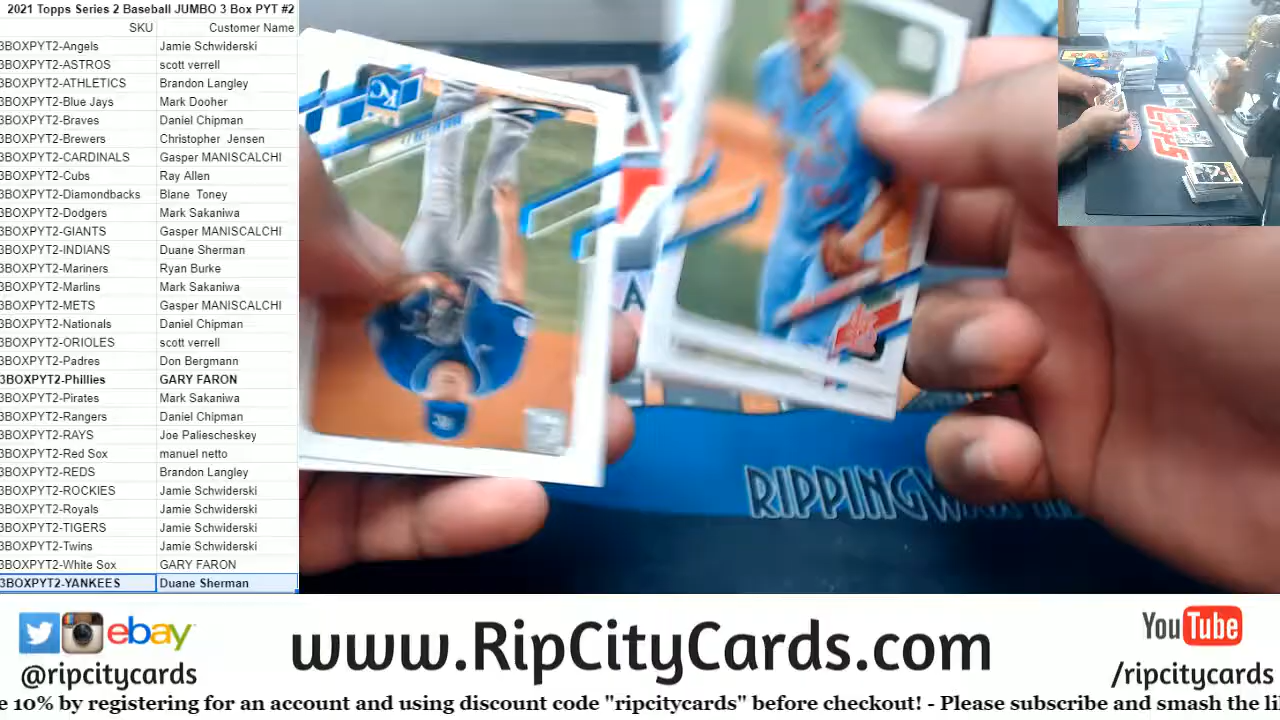 2021 Topps Series 2 Baseball JUMBO 3 Box PYT #2
SKU Customer Name
3BOXPYT2-Angels Jamie Schwiderski
3BOXPYT2-ASTROS scott verrell
3BOXPYT2-ATHLETICS Brandon Langley
3BOXPYT2-Blue Jays Mark Dooher
3BOXPYT2-Braves Daniel Chipman
3BOXPYT2-Brewers Christopher Jensen
3BOXPYT2-CARDINALS Gasper MANISCALCHI
3BOXPYT2-Cubs Ray Allen
3BOXPYT2-Diamondbacks Blane Toney
3BOXPYT2-Dodgers Mark Sakaniwa
3BOXPYT2-GIANTS Gasper MANISCALCHI
3BOXPYT2-INDIANS Duane Sherman
3BOXPYT2-Mariners Ryan Burke
3BOXPYT2-Marlins Mark Sakaniwa
3BOXPYT2-METS Gasper MANISCALCHI
3BOXPYT2-Nationals Daniel Chipman
3BOXPYT2-ORIOLES scott verrell
3BOXPYT2-Padres Don Bergmann
3BOXPYT2-Phillies GARY FARON
3BOXPYT2-Pirates Mark Sakaniwa
3BOXPYT2-Rangers Daniel Chipman
3BOXPYT2-RAYS Joe Paliescheskey
3BOXPYT2-Red Sox manuel netto
3BOXPYT2-REDS Brandon Langley
3BOXPYT2-ROCKIES Jamie Schwiderski
3BOXPYT2-Royals Jamie Schwiderski
3BOXPYT2-TIGERS Jamie Schwiderski
3BOXPYT2-Twins Jamie Schwiderski
3BOXPYT2-White Sox GARY FARON
3BOXPYT2-YANKEES Duane Sherman
KC
A
TOPPS
ebay
@ripcitycards
www.RipCityCards.com
YouTube
/ripcitycards
e 10% by registering for an account and using discount code "ripcitycards" before checkout! - Please subscribe and smash the li